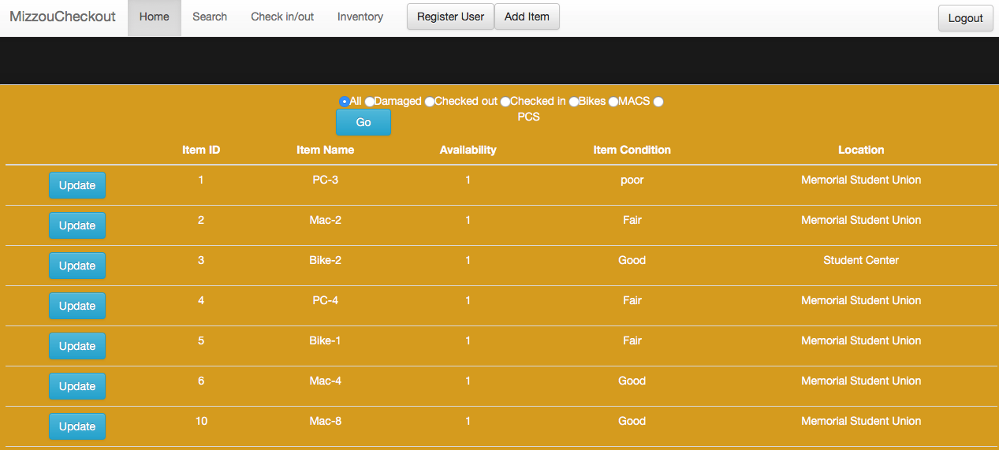 MizzouCheckout Home Search Check in/out Inventory Register User Add Item Logout
All Damaged Checked out Checked in Bikes MACS
PCS
Go
Item ID Item Name Availability Item Condition Location
Update 1 PC-3 1 poor Memorial Student Union
Update 2 Mac-2 1 Fair Memorial Student Union
Update 3 Bike-2 1 Good Student Center
Update 4 PC-4 1 Fair Memorial Student Union
Update 5 Bike-1 1 Fair Memorial Student Union
Update 6 Mac-4 1 Good Memorial Student Union
Update 10 Mac-8 1 Good Memorial Student Union